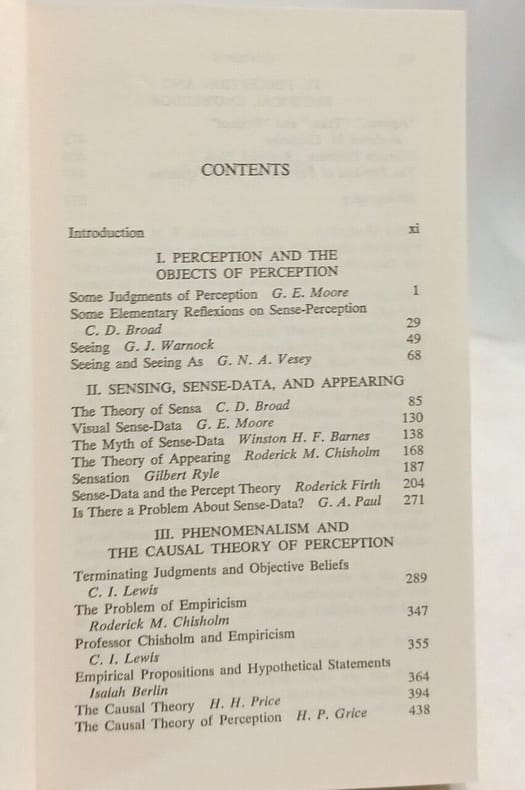 CONTENTS
Introduction xi
I. PERCEPTION AND THE
OBJECTS OF PERCEPTION
Some Judgments of Perception G. E. Moore 1
Some Elementary Reflexions on Sense-Perception
C. D. Broad 29
Seeing G. J. Warnock 49
Seeing and Seeing As G. N. A. Vesey 68
II. SENSING, SENSE-DATA, AND APPEARING
The Theory of Sensa C. D. Broad 85
Visual Sense-Data G. E. Moore 130
The Myth of Sense-Data Winston H. F. Barnes 138
The Theory of Appearing Roderick M. Chisholm 168
Sensation Gilbert Ryle 187
Sense-Data and the Percept Theory Roderick Firth 204
Is There a Problem About Sense-Data? G. A. Paul 271
III. PHENOMENALISM AND
THE CAUSAL THEORY OF PERCEPTION
Terminating Judgments and Objective Beliefs
C. I. Lewis 289
The Problem of Empiricism
Roderick M. Chisholm 347
Professor Chisholm and Empiricism
C. I. Lewis 355
Empirical Propositions and Hypothetical Statements
Isaiah Berlin 364
The Causal Theory H. H. Price 394
The Causal Theory of Perception H. P. Grice 438